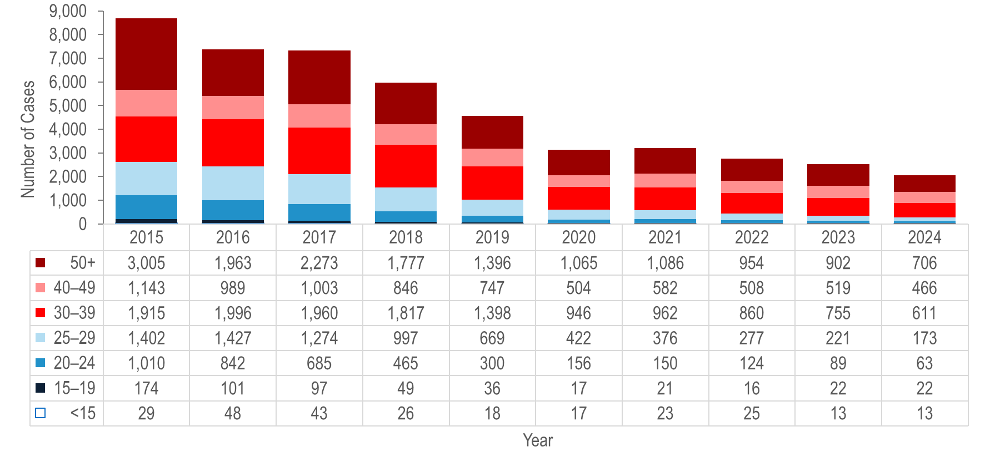 9,000
8,000
7,000
6,000
5,000
4,000
3,000
2,000
1,000
0
Number of Cases
2015 2016 2017 2018 2019 2020 2021 2022 2023 2024
50+ 3,005 1,963 2,273 1,777 1,396 1,065 1,086 954 902 706
40–49 1,143 989 1,003 846 747 504 582 508 519 466
30–39 1,915 1,996 1,960 1,817 1,398 946 962 860 755 611
25–29 1,402 1,427 1,274 997 669 422 376 277 221 173
20–24 1,010 842 685 465 300 156 150 124 89 63
15–19 174 101 97 49 36 17 21 16 22 22
<15 29 48 43 26 18 17 23 25 13 13
Year